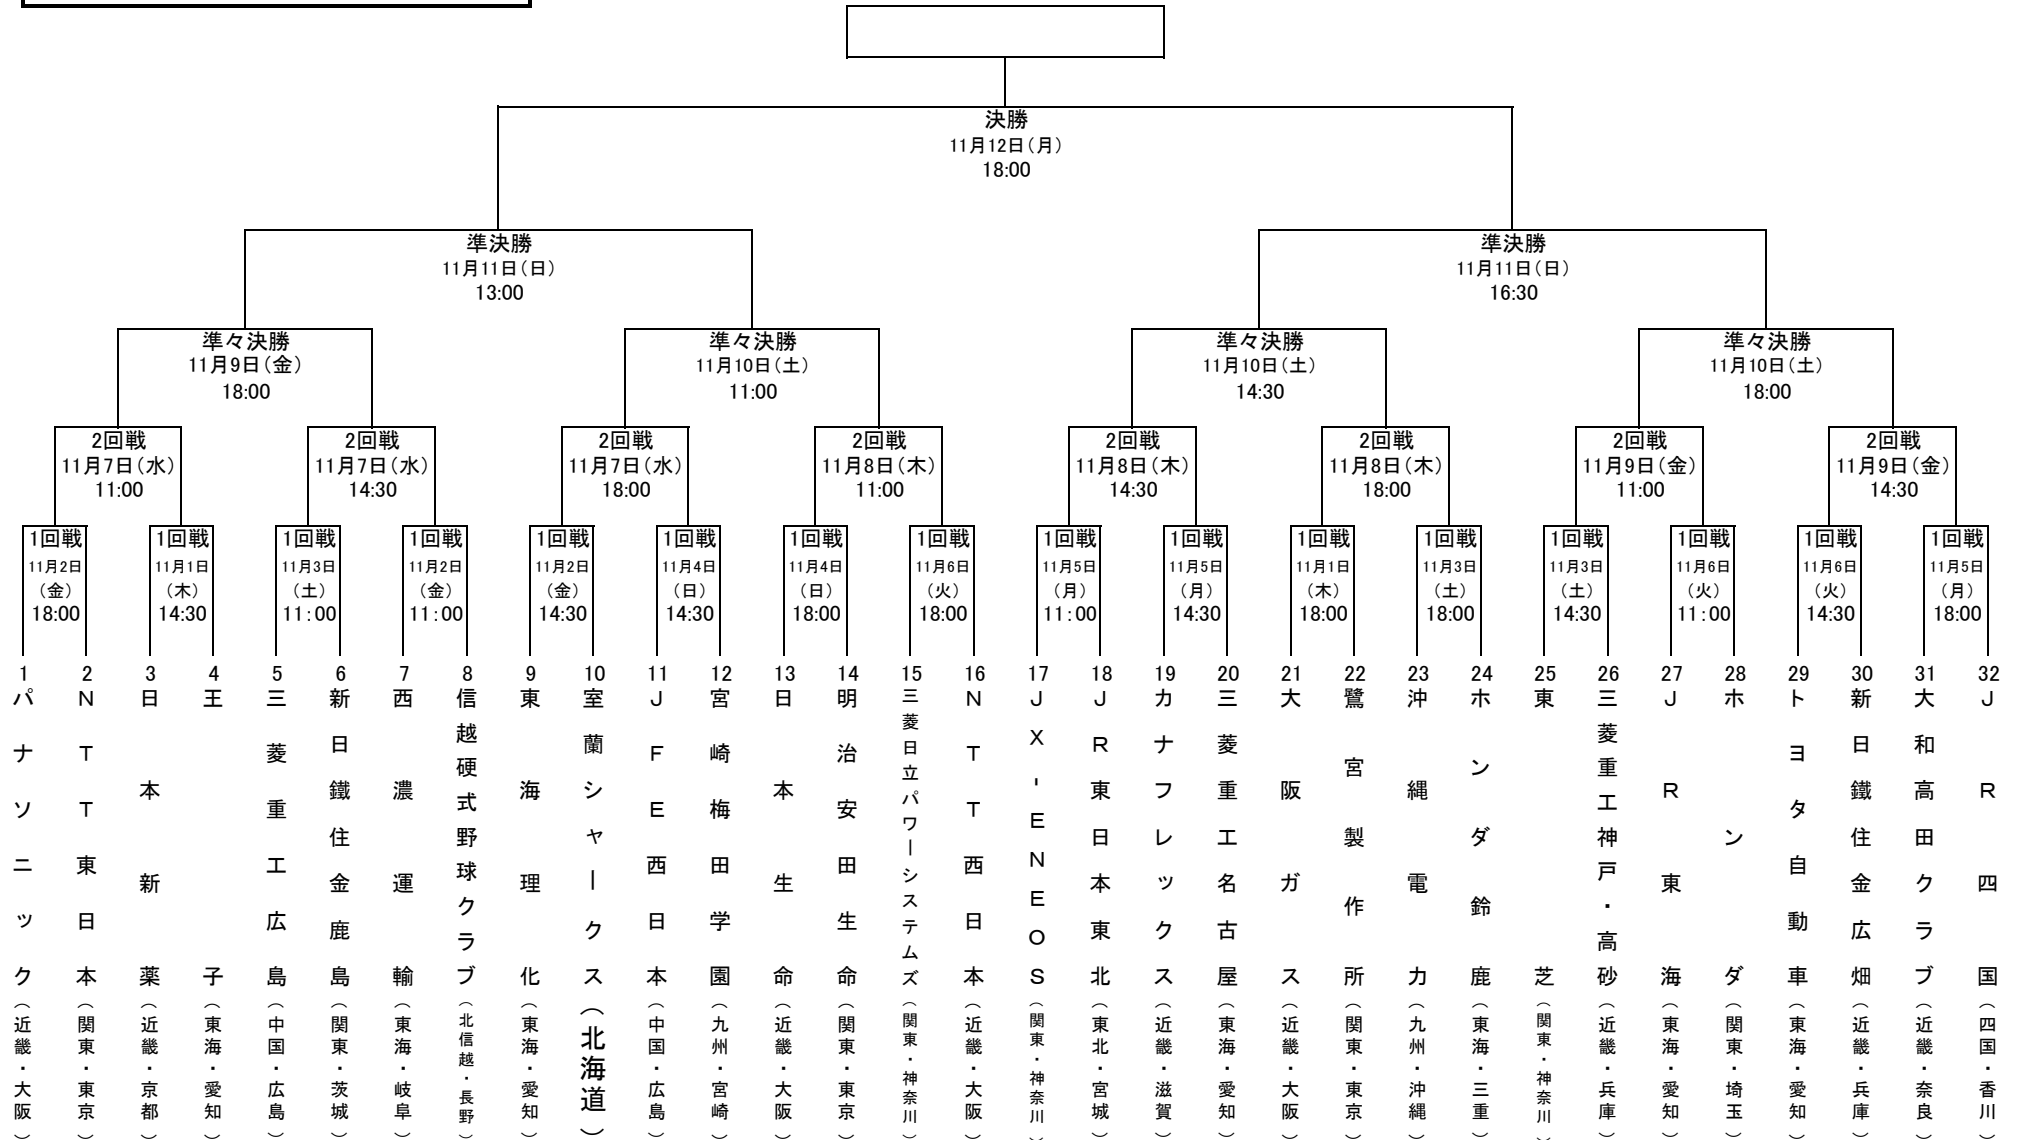 決勝
11月12日（月）
18:00
準決勝
11月11日（日）
13:00
準決勝
11月11日（日）
16:30
準々決勝
11月9日（金）
18:00
準々決勝
11月10日（土）
11:00
準々決勝
11月10日（土）
14:30
準々決勝
11月10日（土）
18:00
2回戦
11月7日（水）
11:00
2回戦
11月7日（水）
14:30
2回戦
11月7日（水）
18:00
2回戦
11月8日（木）
11:00
2回戦
11月8日（木）
14:30
2回戦
11月8日（木）
18:00
2回戦
11月9日（金）
11:00
2回戦
11月9日（金）
14:30
1回戦
11月2日
（金）
18:00
1回戦
11月1日
（木）
14:30
1回戦
11月3日
（土）
11:00
1回戦
11月2日
（金）
11:00
1回戦
11月2日
（金）
14:30
1回戦
11月4日
（日）
14:30
1回戦
11月4日
（日）
18:00
1回戦
11月6日
（火）
18:00
1回戦
11月5日
（月）
11:00
1回戦
11月5日
（月）
14:30
1回戦
11月1日
（木）
18:00
1回戦
11月3日
（土）
18:00
1回戦
11月3日
（土）
14:30
1回戦
11月6日
（火）
11:00
1回戦
11月6日
（火）
14:30
1回戦
11月5日
（月）
18:00
1
パナソニック（近畿・大阪）
2
ＮＴＴ東日本（関東・東京）
3
日本新薬（近畿・京都）
4
王子（東海・愛知）
5
三菱重工広島（中国・広島）
6
新日鐵住金鹿島（関東・茨城）
7
西濃運輸（東海・岐阜）
8
信越硬式野球クラブ（北信越・長野）
9
東海理化（東海・愛知）
10
室蘭シャークス（北海道）
11
ＪＦＥ西日本（中国・広島）
12
宮崎梅田学園（九州・宮崎）
13
日本生命（近畿・大阪）
14
明治安田生命（関東・東京）
15
三菱日立パワーシステムズ（関東・神奈川）
16
ＮＴＴ西日本（近畿・大阪）
17
ＪＸ-ＥＮＥＯＳ（関東・神奈川）
18
ＪＲ東日本東北（東北・宮城）
19
カナフレックス（近畿・滋賀）
20
三菱重工名古屋（東海・愛知）
21
大阪ガス（近畿・大阪）
22
鷺宮製作所（関東・東京）
23
沖縄電力（九州・沖縄）
24
ホンダ鈴鹿（東海・三重）
25
東芝（関東・神奈川）
26
三菱重工神戸・高砂（近畿・兵庫）
27
ＪＲ東海（東海・愛知）
28
ホンダ（関東・埼玉）
29
トヨタ自動車（東海・愛知）
30
新日鐵住金広畑（近畿・兵庫）
31
大和高田クラブ（近畿・奈良）
32
ＪＲ四国（四国・香川）